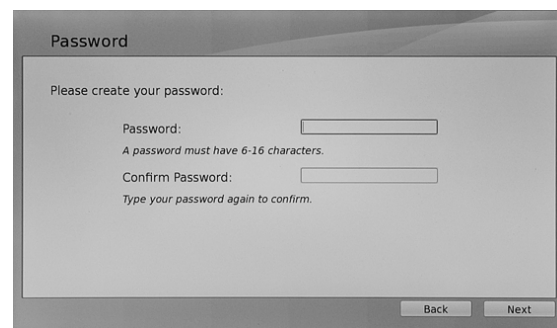 Password
Please create your password:
Password:
A password must have 6-16 characters.
Confirm Password:
Type your password again to confirm.
Back Next